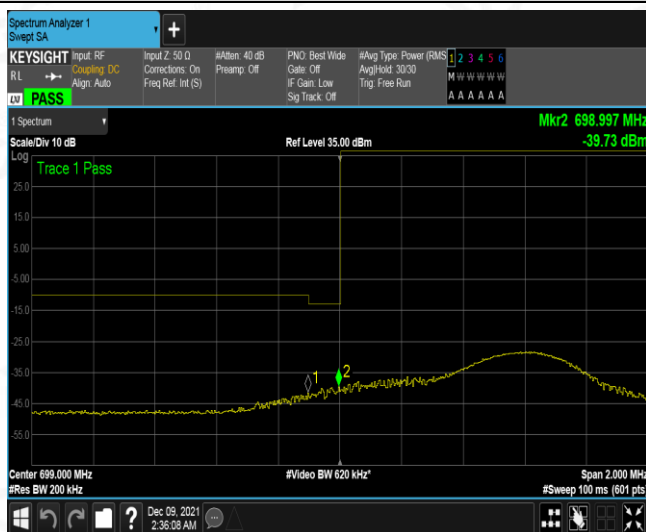 Spectrum Analyzer 1
Swept SA
+
KEYSIGHT
RL
LXI PASS
Input: RF
Coupling: DC
Align: Auto
Input Z: 50 Ω
Corrections: On
Freq Ref: Int (S)
#Atten: 40 dB
Preamp: Off
PNO: Best Wide
Gate: Off
IF Gain: Low
Sig Track: Off
#Avg Type: Power (RMS
Avg|Hold: 30/30
Trig: Free Run
1 2 3 4 5 6
M W W W W W
A A A A A A
1 Spectrum
Scale/Div 10 dB
Ref Level 35.00 dBm
Mkr2 698.997 MHz
-39.73 dBm
Log
Trace 1 Pass
25.0
15.0
5.00
-5.00
-15.0
-25.0
-35.0
-45.0
-55.0
1
2
Center 699.000 MHz
#Video BW 620 kHz*
Span 2.000 MHz
#Res BW 200 kHz
#Sweep 100 ms (601 pts)
?
Dec 09, 2021
2:36:08 AM